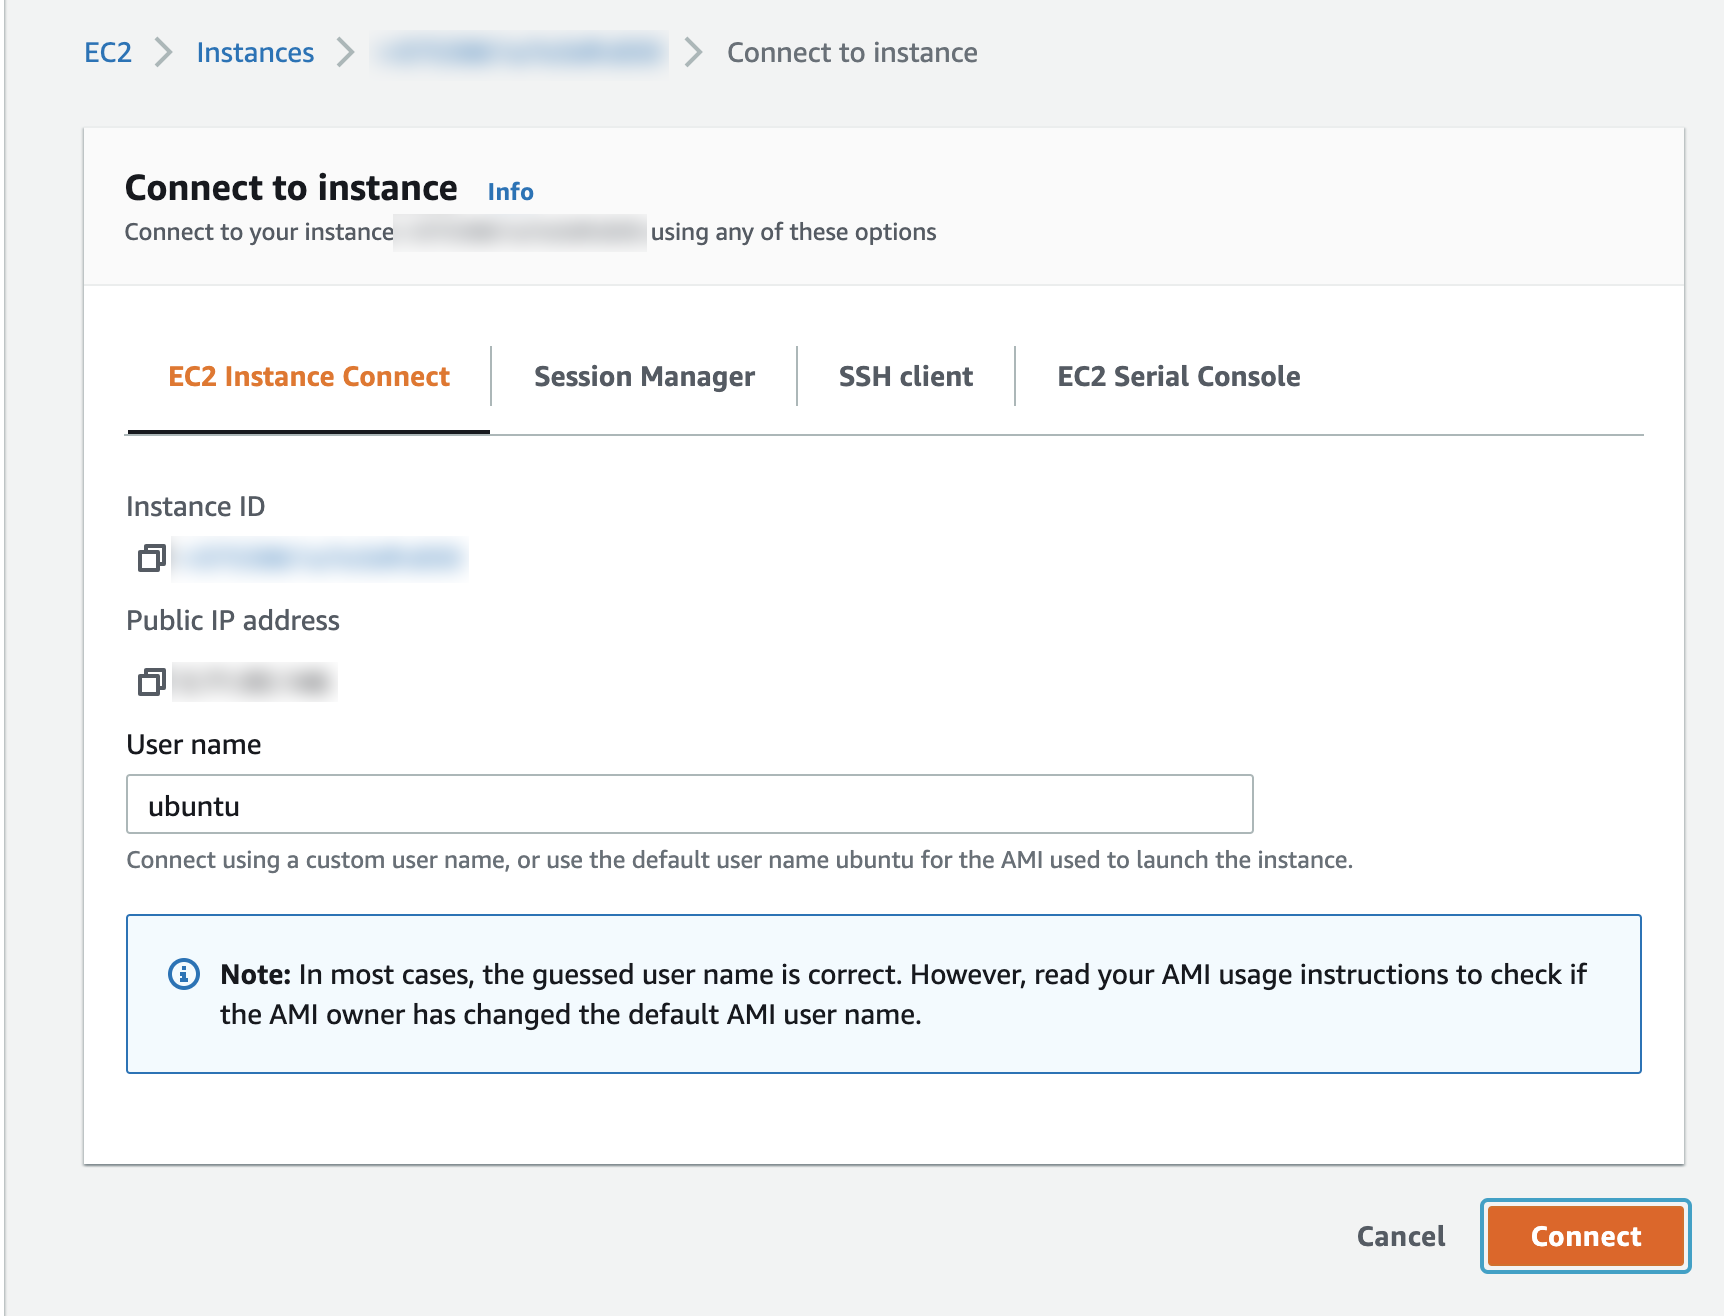 EC2 Instances Connect to instance
Connect to instance Info
Connect to your instance using any of these options
EC2 Instance Connect Session Manager SSH client EC2 Serial Console
Instance ID
Public IP address
User name
ubuntu
Connect using a custom user name, or use the default user name ubuntu for the AMI used to launch the instance.
Note: In most cases, the guessed user name is correct. However, read your AMI usage instructions to check if
the AMI owner has changed the default AMI user name.
Cancel Connect